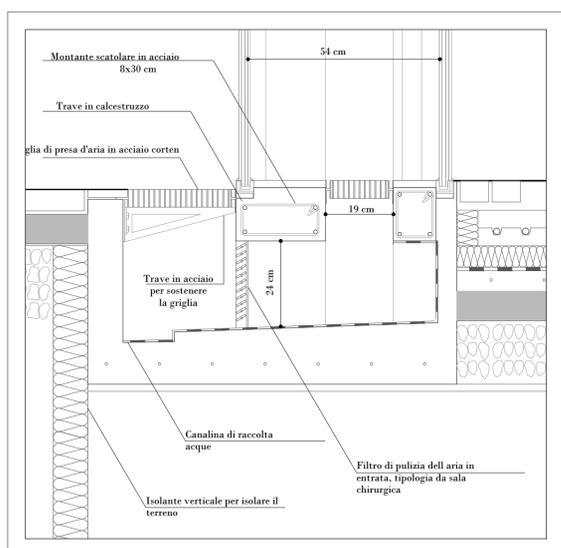 Montante scatolare in acciaio
8x30 cm
54 cm
Trave in calcestruzzo
glia di presa d'aria in acciaio corten
19 cm
24 cm
Trave in acciaio
per sostenere
la griglia
Canalina di raccolta
acque
Filtro di pulizia dell aria in
entrata, tipologia da sala
chirurgica
Isolante verticale per isolare il
terreno